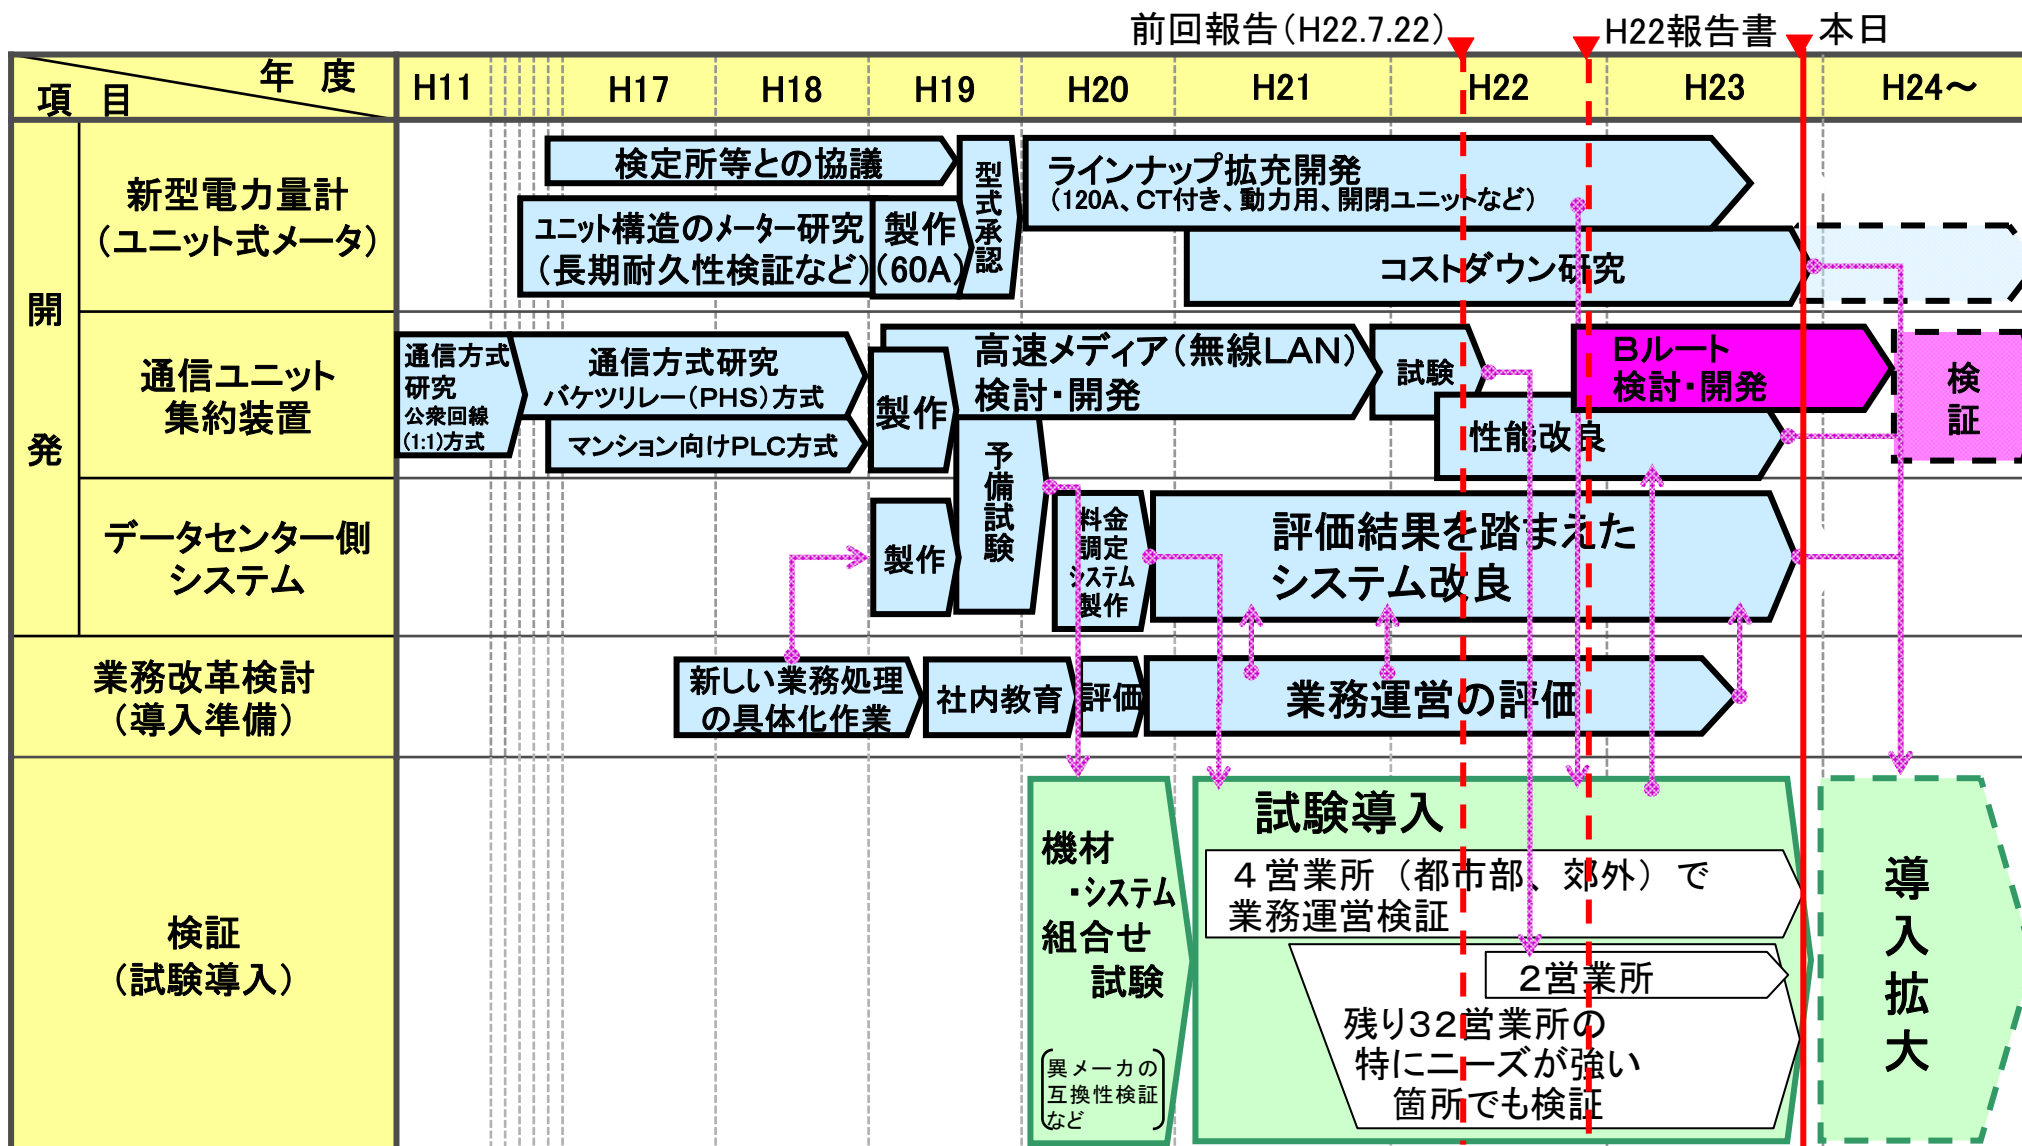 前回報告(H22.7.22)
H22報告書
本日
年 度
項 目
H11
H17
H18
H19
H20
H21
H22
H23
H24～
開
発
新型電力量計
(ユニット式メータ)
検定所等との協議
ユニット構造のメーター研究
(長期耐久性検証など)
製作
(60A)
型式承認
ラインナップ拡充開発
(120A、CT付き、動力用、開閉ユニットなど)
コストダウン研究
通信ユニット
集約装置
通信方式
研究
公衆回線
(1:1)方式
通信方式研究
バケツリレー(PHS)方式
マンション向けPLC方式
製作
高速メディア(無線LAN)
検討・開発
試験
性能改良
Bルート
検討・開発
検証
予備試験
データセンター側
システム
製作
料金
調定
システム
製作
評価結果を踏まえた
システム改良
業務改革検討
(導入準備)
新しい業務処理
の具体化作業
社内教育
評価
業務運営の評価
検証
(試験導入)
機材
・システム
組合せ
試験
異メーカの
互換性検証
など
試験導入
４営業所（都市部、郊外）で
業務運営検証
２営業所
残り32営業所の
特にニーズが強い
箇所でも検証
導入拡大